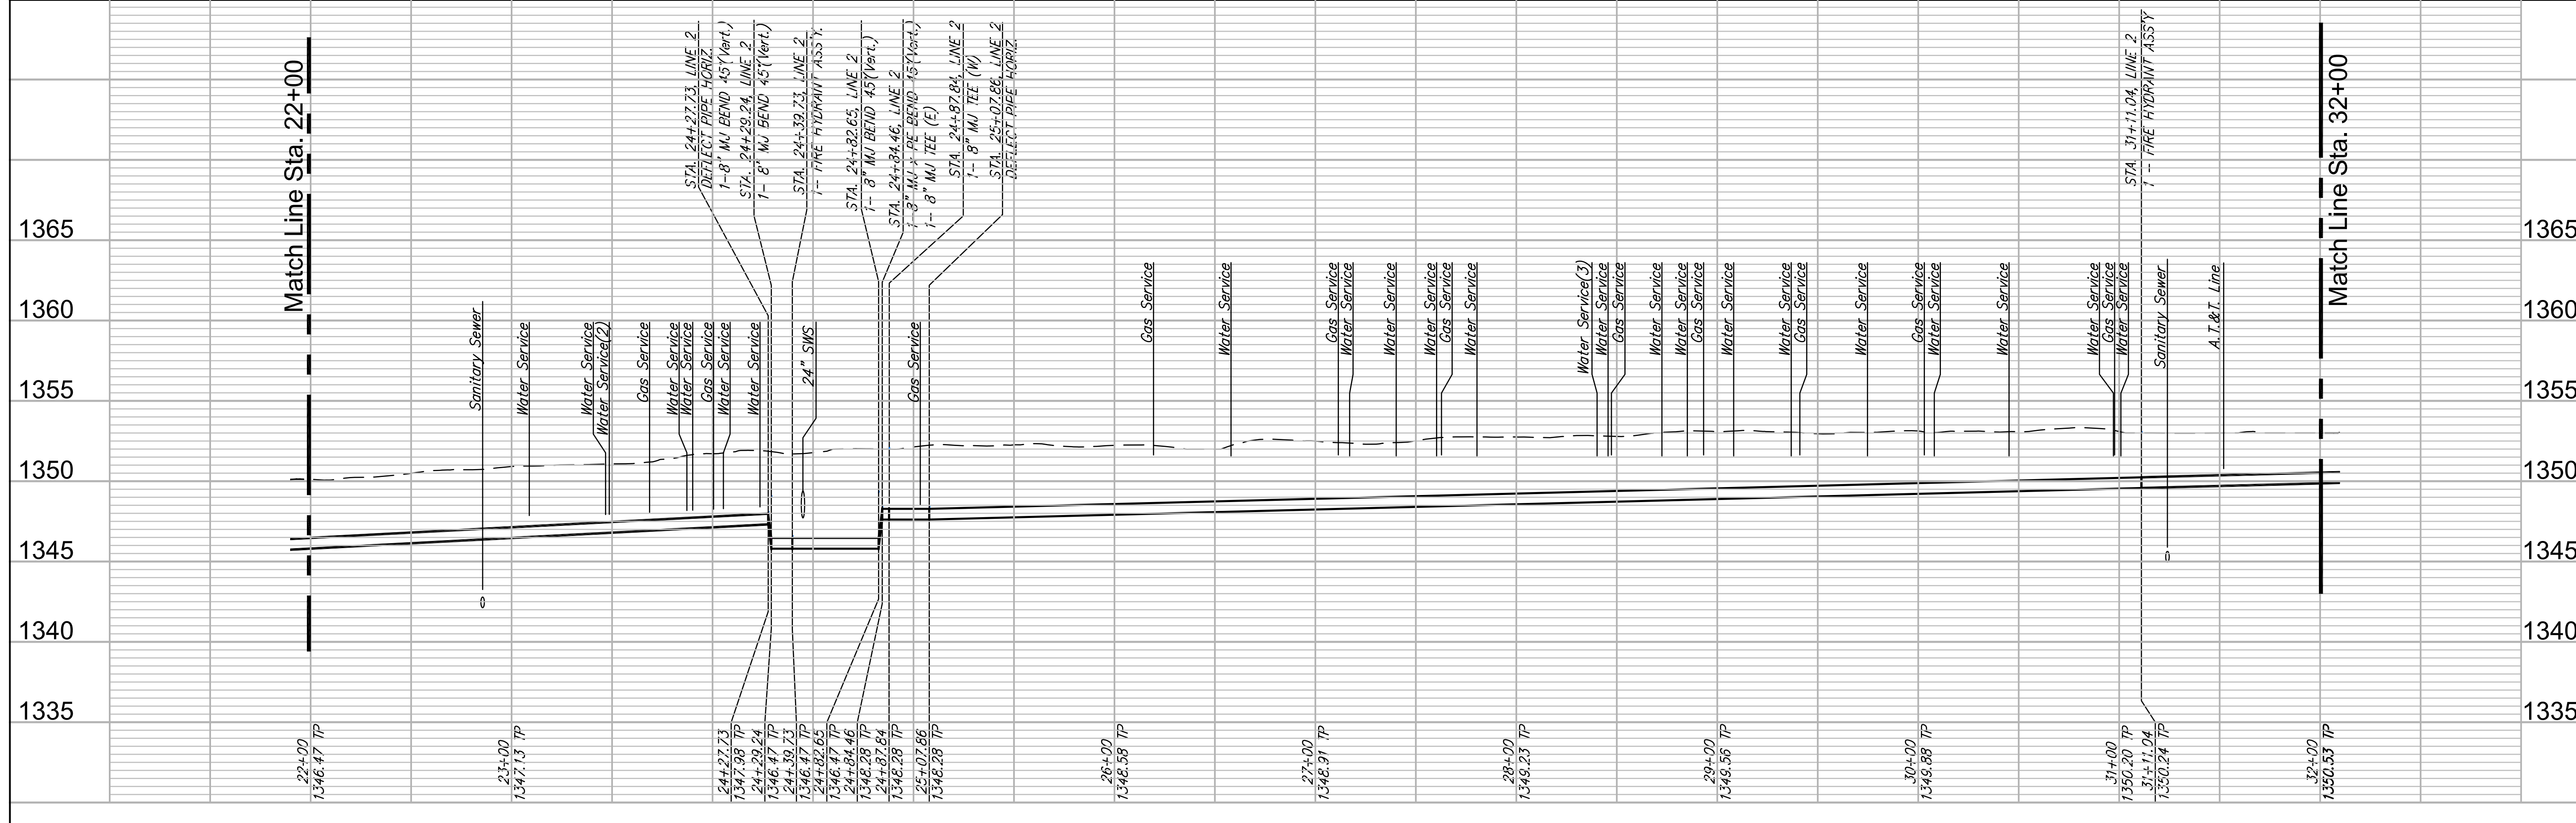 Match Line Sta. 22+00
STA. 24+27.73, LINE 2
DEFLECT PIPE HORIZ.
1-8" MJ BEND 45°(Vert.)
STA. 24+29.24, LINE 2
1- 8" MJ BEND 45°(Vert.)
STA. 24+39.73, LINE 2
1-- FIRE HYDRANT ASS'Y.
STA. 24+82.65, LINE 2
1-- 8" MJ BEND 45°(Vert.)
STA. 24+84.46, LINE 2
1- 8" MJ x PE BEND 45°(Vert.)
1-- 8" MJ TEE (E)
STA. 24+87.84, LINE 2
1- 8" MJ TEE (W)
STA. 25+07.86, LINE 2
DEFLECT PIPE HORIZ.
STA. 31+11.04, LINE 2
1 -- FIRE HYDRANT ASS'Y
Match Line Sta. 32+00
1365
1365
1360
1360
1355
1355
1350
1350
1345
1345
1340
1340
1335
1335
Sanitary Sewer
Water Service
Water Service
Water Service(2)
Gas Service
Water Service
Water Service
Gas Service
Water Service
Water Service
24" SWS
Gas Service
Gas Service
Water Service
Gas Service
Water Service
Water Service
Water Service
Gas Service
Water Service
Water Service(3)
Water Service
Gas Service
Water Service
Water Service
Gas Service
Water Service
Water Service
Gas Service
Water Service
Gas Service
Water Service
Water Service
Water Service
Gas Service
Water Service
Sanitary Sewer
A.T.&T. Line
22+00
1346.47 TP
23+00
1347.13 TP
24+27.73
1347.98 TP
24+29.24
1346.47 TP
24+39.73
1346.47 TP
24+82.65
1346.47 TP
24+84.46
1348.28 TP
24+87.84
1348.28 TP
25+07.86
1348.28 TP
26+00
1348.58 TP
27+00
1348.91 TP
28+00
1349.23 TP
29+00
1349.56 TP
30+00
1349.88 TP
31+00
1350.20 TP
31+11.04
1350.24 TP
32+00
1350.53 TP